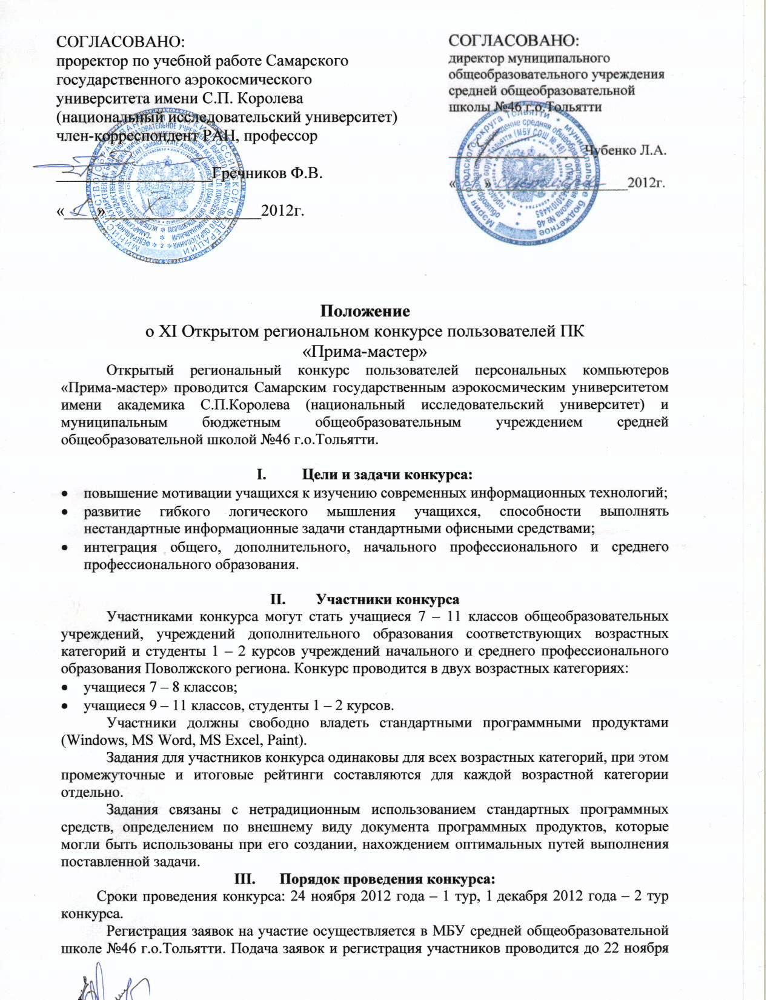 СОГЛАСОВАНО:
проректор по учебной работе Самарского
государственного аэрокосмического
университета имени С.П. Королева
(национальный исследовательский университет)
член-корреспондент РАН, профессор
Гречников Ф.В.
«____»____________________2012г.
СОГЛАСОВАНО:
директор муниципального
общеобразовательного учреждения
средней общеобразовательной
школы №46 г.о.Тольятти
Чубенко Л.А.
«____»____________________2012г.
Положение
о XI Открытом региональном конкурсе пользователей ПК
«Прима-мастер»
Открытый региональный конкурс пользователей персональных компьютеров
«Прима-мастер» проводится Самарским государственным аэрокосмическим университетом
имени академика С.П.Королева (национальный исследовательский университет) и
муниципальным бюджетным общеобразовательным учреждением средней
общеобразовательной школой №46 г.о.Тольятти.
I. Цели и задачи конкурса:
• повышение мотивации учащихся к изучению современных информационных технологий;
• развитие гибкого логического мышления учащихся, способности выполнять
нестандартные информационные задачи стандартными офисными средствами;
• интеграция общего, дополнительного, начального профессионального и среднего
профессионального образования.
II. Участники конкурса
Участниками конкурса могут стать учащиеся 7 – 11 классов общеобразовательных
учреждений, учреждений дополнительного образования соответствующих возрастных
категорий и студенты 1 – 2 курсов учреждений начального и среднего профессионального
образования Поволжского региона. Конкурс проводится в двух возрастных категориях:
• учащиеся 7 – 8 классов;
• учащиеся 9 – 11 классов, студенты 1 – 2 курсов.
Участники должны свободно владеть стандартными программными продуктами
(Windows, MS Word, MS Excel, Paint).
Задания для участников конкурса одинаковы для всех возрастных категорий, при этом
промежуточные и итоговые рейтинги составляются для каждой возрастной категории
отдельно.
Задания связаны с нетрадиционным использованием стандартных программных
средств, определением по внешнему виду документа программных продуктов, которые
могли быть использованы при его создании, нахождением оптимальных путей выполнения
поставленной задачи.
III. Порядок проведения конкурса:
Сроки проведения конкурса: 24 ноября 2012 года – 1 тур, 1 декабря 2012 года – 2 тур
конкурса.
Регистрация заявок на участие осуществляется в МБУ средней общеобразовательной
школе №46 г.о.Тольятти. Подача заявок и регистрация участников проводится до 22 ноября